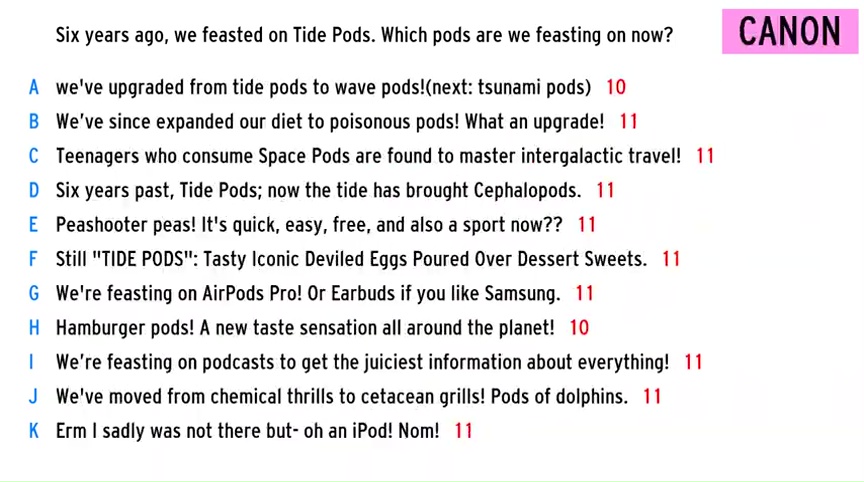 Six years ago, we feasted on Tide Pods. Which pods are we feasting on now?
CANON
A we've upgraded from tide pods to wave pods!(next: tsunami pods) 10
B We've since expanded our diet to poisonous pods! What an upgrade! 11
C Teenagers who consume Space Pods are found to master intergalactic travel! 11
D Six years past, Tide Pods; now the tide has brought Cephalopods. 11
E Peashooter peas! It's quick, easy, free, and also a sport now?? 11
F Still "TIDE PODS": Tasty Iconic Deviled Eggs Poured Over Dessert Sweets. 11
G We're feasting on AirPods Pro! Or Earbuds if you like Samsung. 11
H Hamburger pods! A new taste sensation all around the planet! 10
I We're feasting on podcasts to get the juiciest information about everything! 11
J We've moved from chemical thrills to cetacean grills! Pods of dolphins. 11
K Erm I sadly was not there but- oh an iPod! Nom! 11